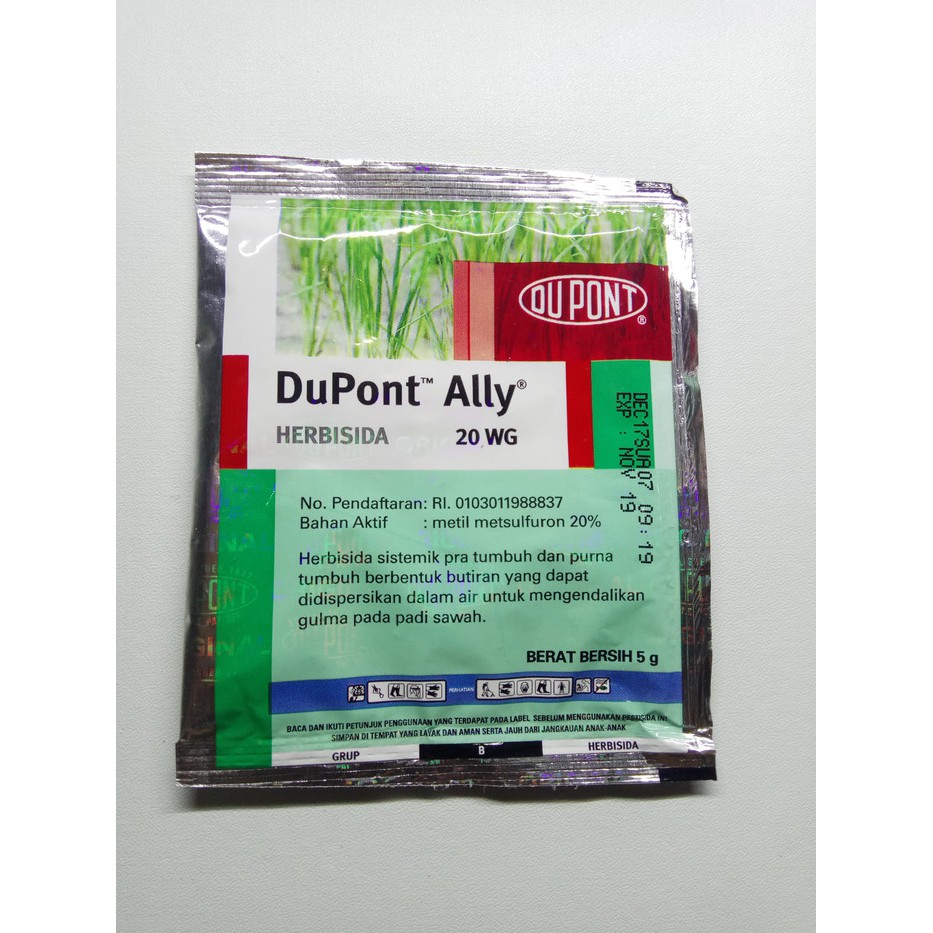 DU PONT ®
DuPont™ Ally®
HERBISIDA 20 WG
DEC17SUA07 09:19
EXP : NOV 19
No. Pendaftaran: RI. 0103011988837
Bahan Aktif : metil metsulfuron 20%
Herbisida sistemik pra tumbuh dan purna
tumbuh berbentuk butiran yang dapat
didispersikan dalam air untuk mengendalikan
gulma pada padi sawah.
BERAT BERSIH 5 g
PERHATIAN
BACA DAN IKUTI PETUNJUK PENGGUNAAN YANG TERDAPAT PADA LABEL SEBELUM MENGGUNAKAN PESTISIDA INI
SIMPAN DI TEMPAT YANG LAYAK DAN AMAN SERTA JAUH DARI JANGKAUAN ANAK-ANAK
GRUP B HERBISIDA